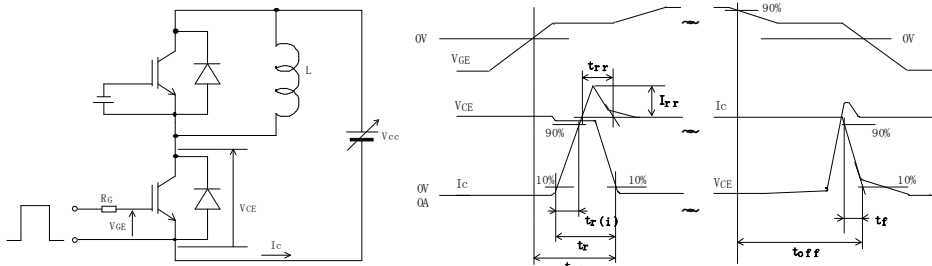 L
Vcc
RG
VGE
VCE
Ic
0V
VGE
trr
Irr
VCE
90%
0V
0A
Ic
10%
10%
tr(i)
tr
90%
0V
Ic
90%
VCE
10%
tf
toff